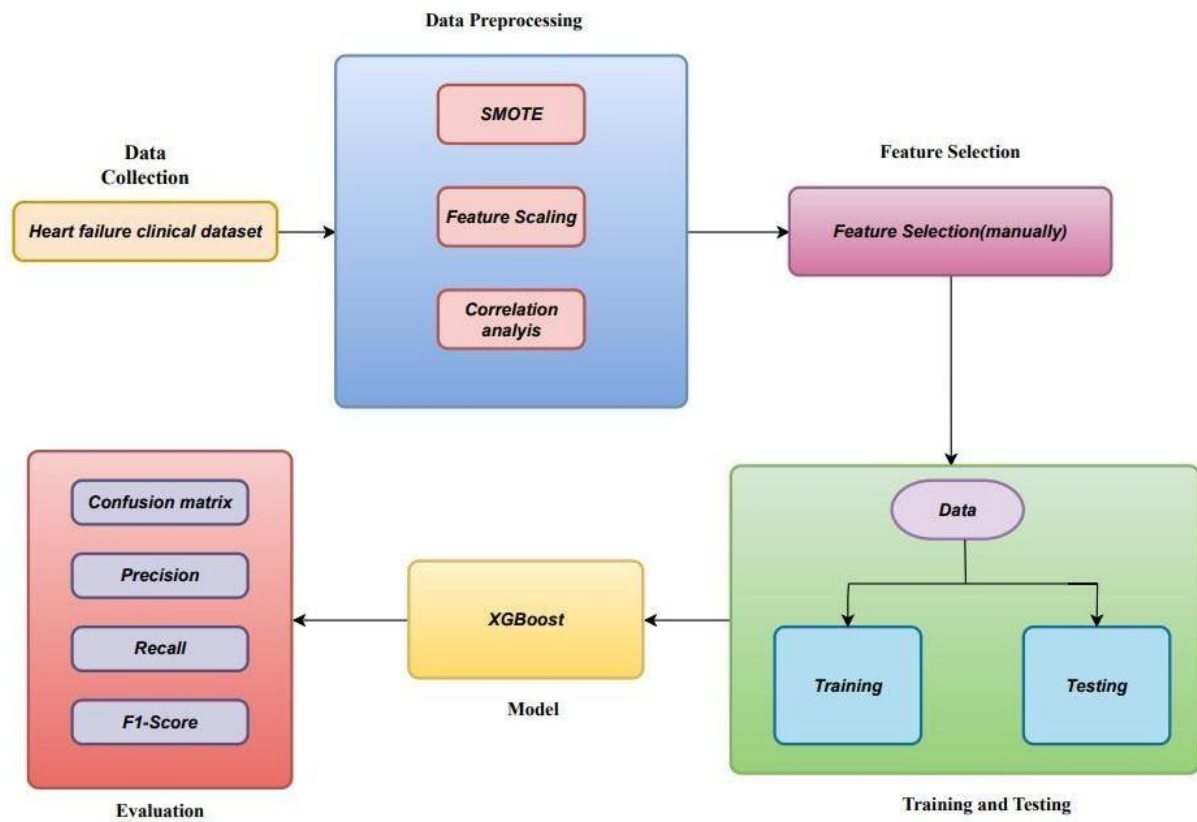 Data Preprocessing
SMOTE
Feature Scaling
Correlation
analyis
Data
Collection
Heart failure clinical dataset
Feature Selection
Feature Selection(manually)
Data
Training
Testing
Training and Testing
XGBoost
Model
Confusion matrix
Precision
Recall
F1-Score
Evaluation